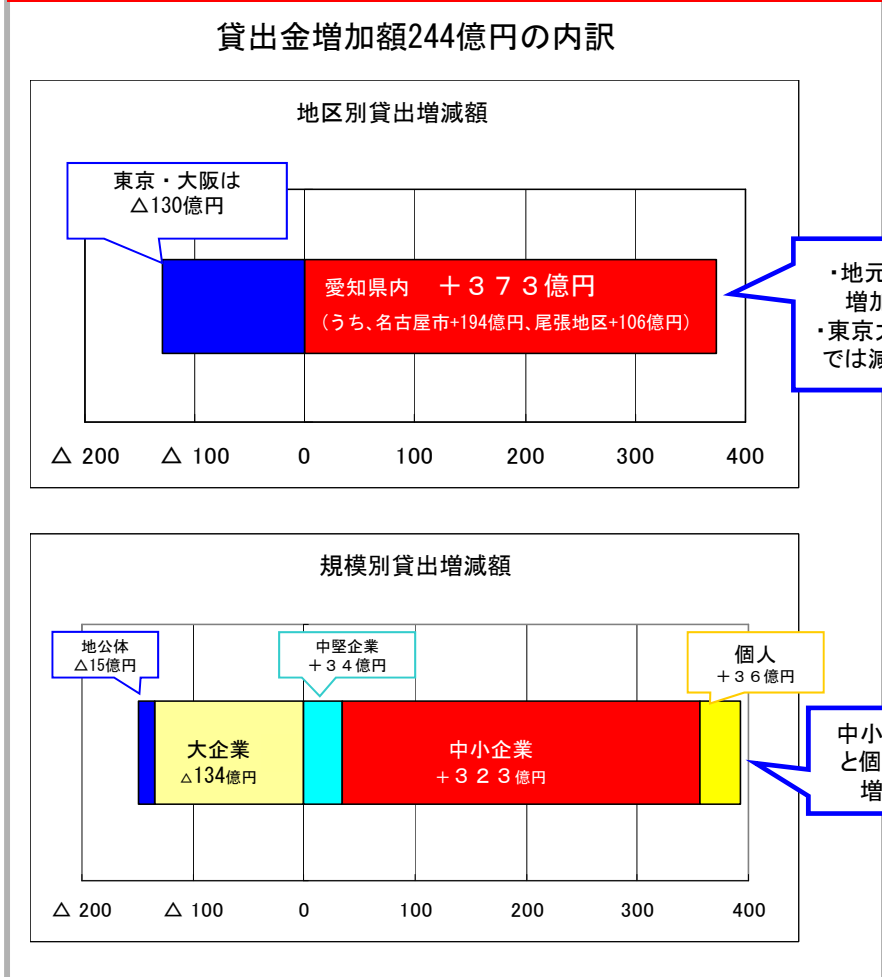 貸出金増加額244億円の内訳
地区別貸出増減額
東京・大阪は
△130億円
愛知県内 ＋３７３億円
(うち、名古屋市+194億円、尾張地区+106億円)
・地元
増加
・東京大
では減
△ 200 △ 100 0 100 200 300 400
規模別貸出増減額
地公体
△15億円
中堅企業
＋３４億円
個人
＋３６億円
大企業
△134億円
中小企業
＋３２３億円
中小
と個
増
△ 200 △ 100 0 100 200 300 400